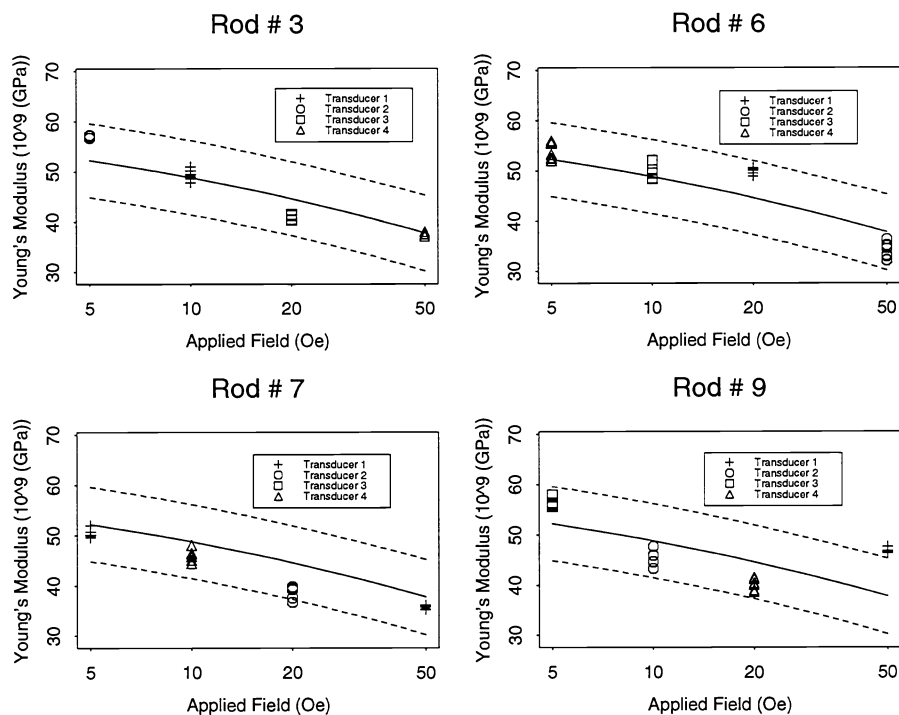 Rod # 3
Young's Modulus (10^9 (GPa))
70
60
50
40
30
Transducer 1
Transducer 2
Transducer 3
Transducer 4
5
10
20
50
Applied Field (Oe)
Rod # 6
Young's Modulus (10^9 (GPa))
70
60
50
40
30
Transducer 1
Transducer 2
Transducer 3
Transducer 4
5
10
20
50
Applied Field (Oe)
Rod # 7
Young's Modulus (10^9 (GPa))
70
60
50
40
30
Transducer 1
Transducer 2
Transducer 3
Transducer 4
5
10
20
50
Applied Field (Oe)
Rod # 9
Young's Modulus (10^9 (GPa))
70
60
50
40
30
Transducer 1
Transducer 2
Transducer 3
Transducer 4
5
10
20
50
Applied Field (Oe)